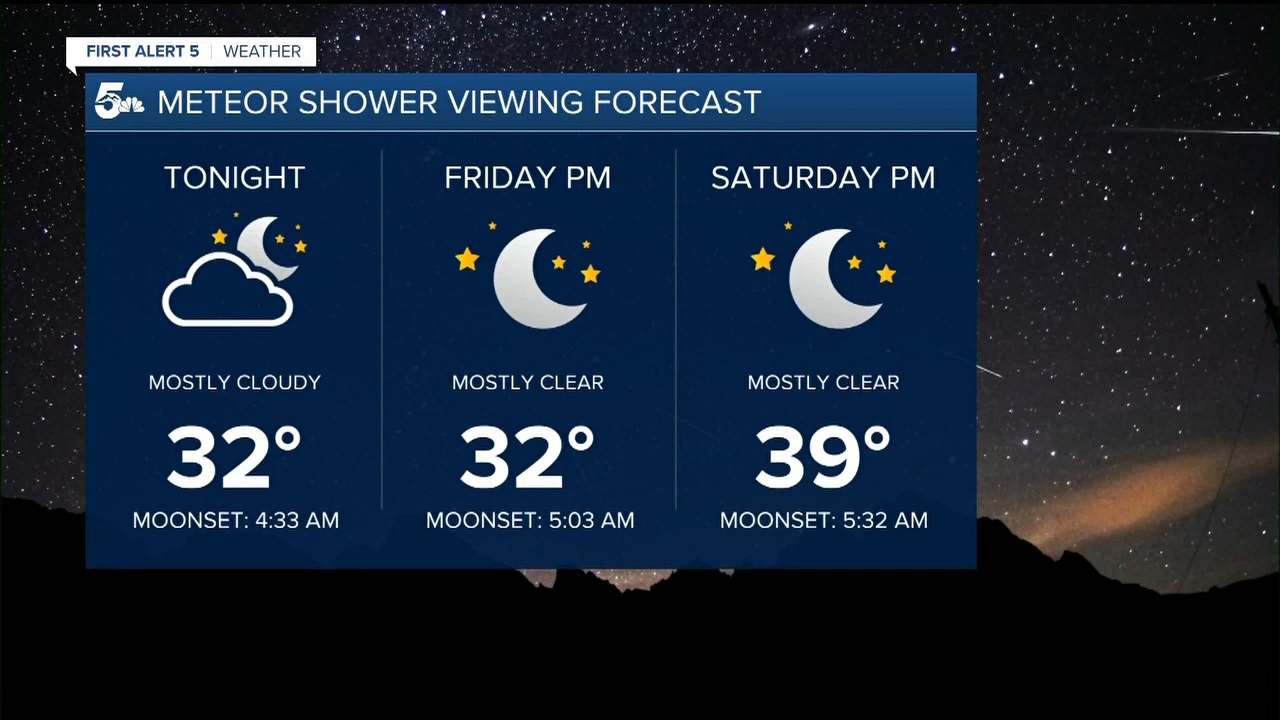 FIRST ALERT 5 | WEATHER
5 METEOR SHOWER VIEWING FORECAST
TONIGHT
MOSTLY CLOUDY
32°
MOONSET: 4:33 AM
FRIDAY PM
MOSTLY CLEAR
32°
MOONSET: 5:03 AM
SATURDAY PM
MOSTLY CLEAR
39°
MOONSET: 5:32 AM